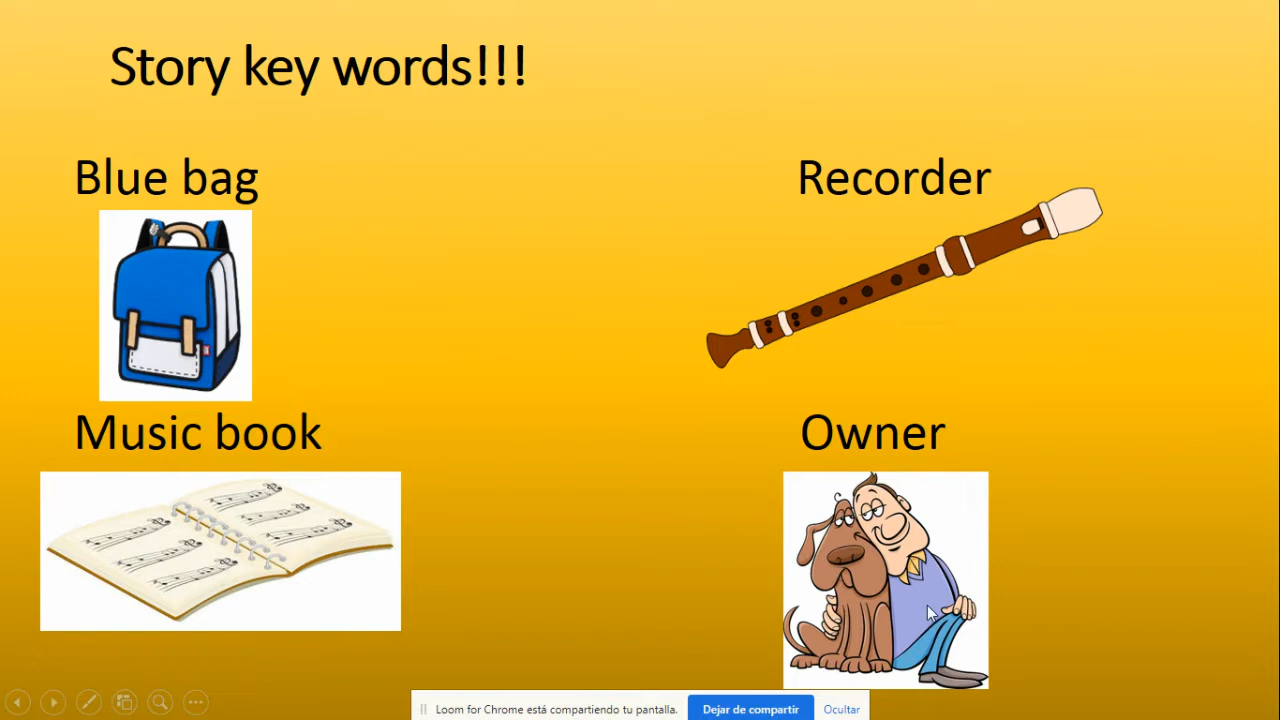 Story key words!!!
Blue bag
Recorder
Music book
Owner
Loom for Chrome está compartiendo tu pantalla.
Dejar de compartir
Ocultar